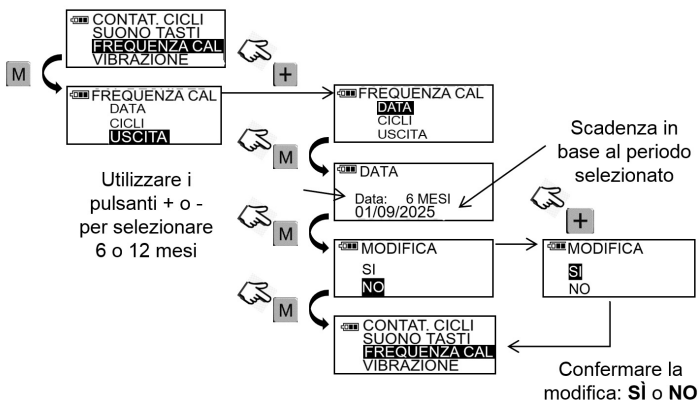 CONTAT. CICLI
SUONO TASTI
FREQUENZA CAL
VIBRAZIONE
M
+
FREQUENZA CAL
DATA
CICLI
USCITA
FREQUENZA CAL
DATA
CICLI
USCITA
M
DATA
Data: 6 MESI
01/09/2025
Scadenza in
base al periodo
selezionato
Utilizzare i
pulsanti + o -
per selezionare
6 o 12 mesi
M
+
MODIFICA
SI
NO
MODIFICA
SI
NO
M
CONTAT. CICLI
SUONO TASTI
FREQUENZA CAL
VIBRAZIONE
Confermare la
modifica: SÌ o NO